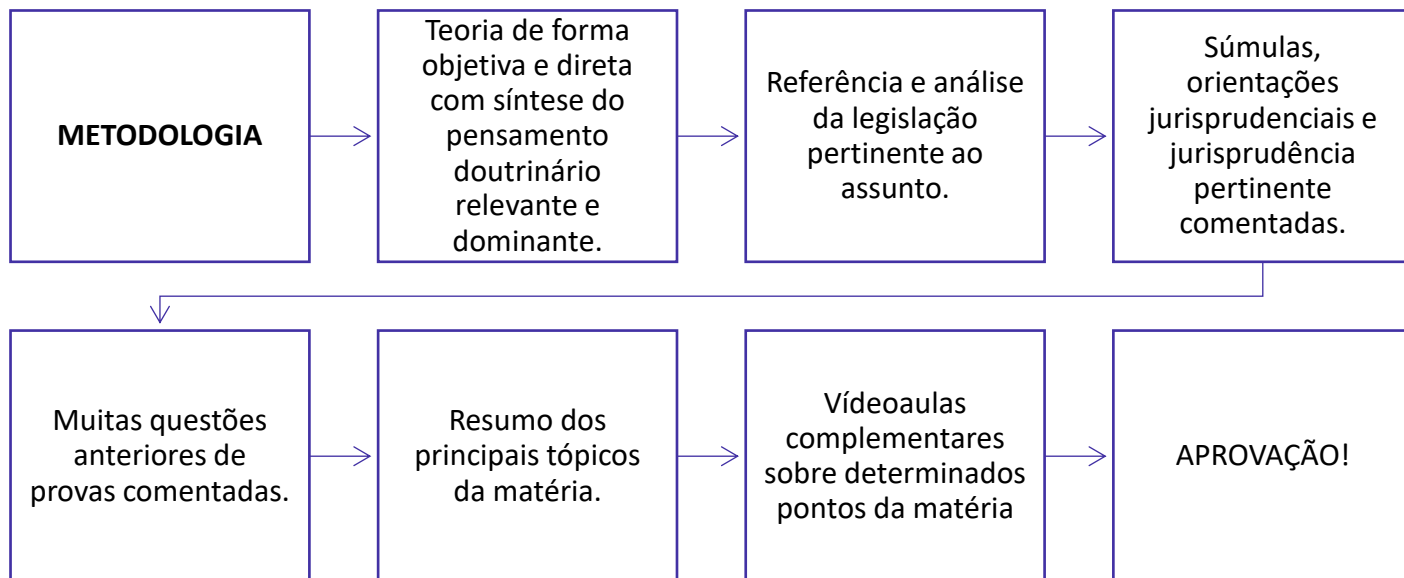 METODOLOGIA
Teoria de forma
objetiva e direta
com síntese do
pensamento
doutrinário
relevante e
dominante.
Referência e análise
da legislação
pertinente ao
assunto.
Súmulas,
orientações
jurisprudenciais e
jurisprudência
pertinente
comentadas.
Muitas questões
anteriores de
provas comentadas.
Resumo dos
principais tópicos
da matéria.
Vídeoaulas
complementares
sobre determinados
pontos da matéria
APROVAÇÃO!